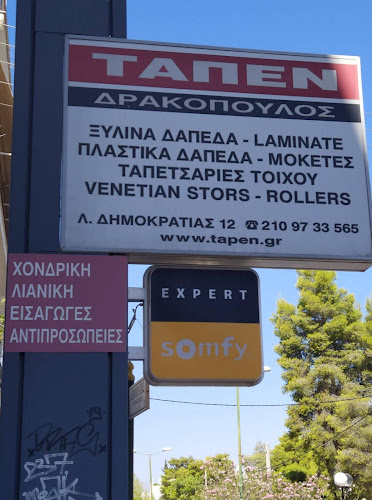 ΤΑΠΕΝ
ΔΡΑΚΟΠΟΥΛΟΣ
ΞΥΛΙΝΑ ΔΑΠΕΔΑ - LAMINATE
ΠΛΑΣΤΙΚΑ ΔΑΠΕΔΑ - ΜΟΚΕΤΕΣ
ΤΑΠΕΤΣΑΡΙΕΣ ΤΟΙΧΟΥ
VENETIAN STORS - ROLLERS
Λ. ΔΗΜΟΚΡΑΤΙΑΣ 12 ☎ 210 97 33 565
www.tapen.gr
ΧΟΝΔΡΙΚΗ
ΛΙΑΝΙΚΗ
ΕΙΣΑΓΩΓΕΣ
ΑΝΤΙΠΡΟΣΩΠΕΙΕΣ
EXPERT
somfy